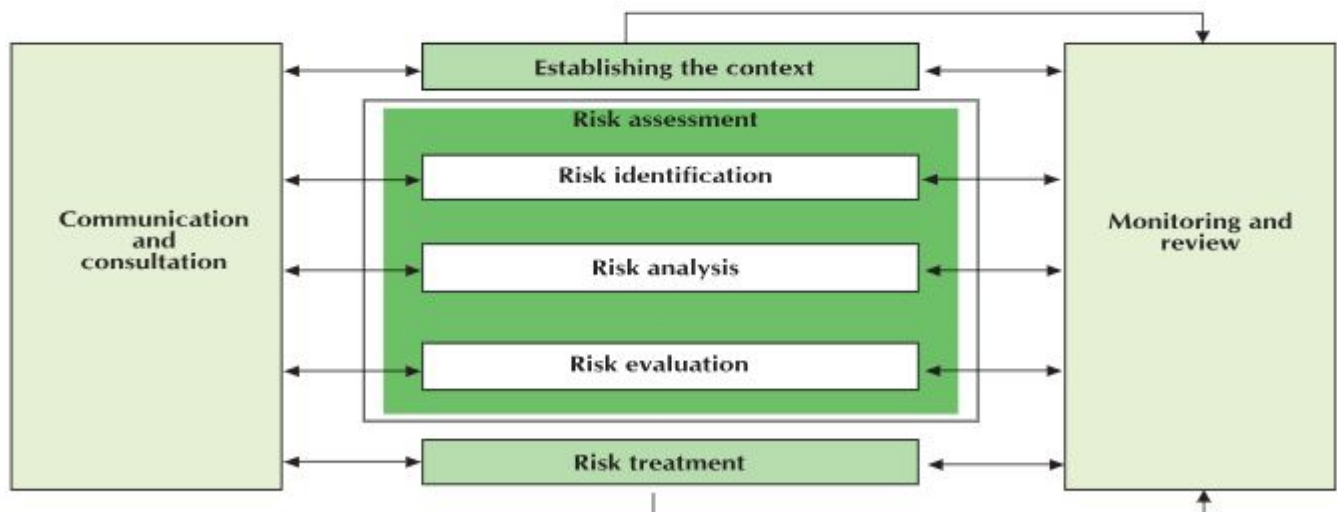 Establishing the context
Risk assessment
Risk identification
Communication
and
consultation
Risk analysis
Monitoring and
review
Risk evaluation
Risk treatment